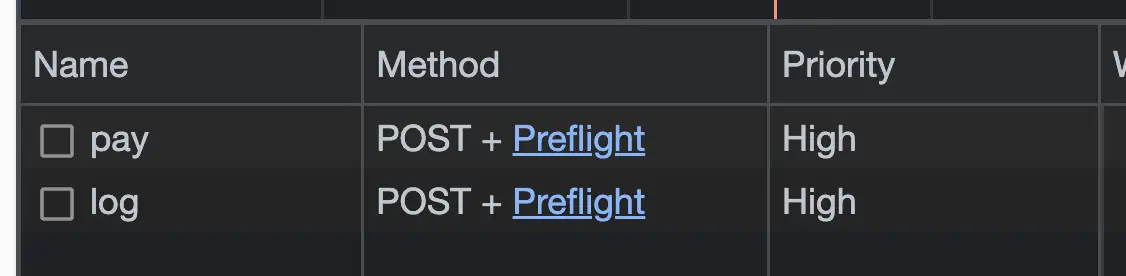 Name Method Priority
pay POST + Preflight High
log POST + Preflight High